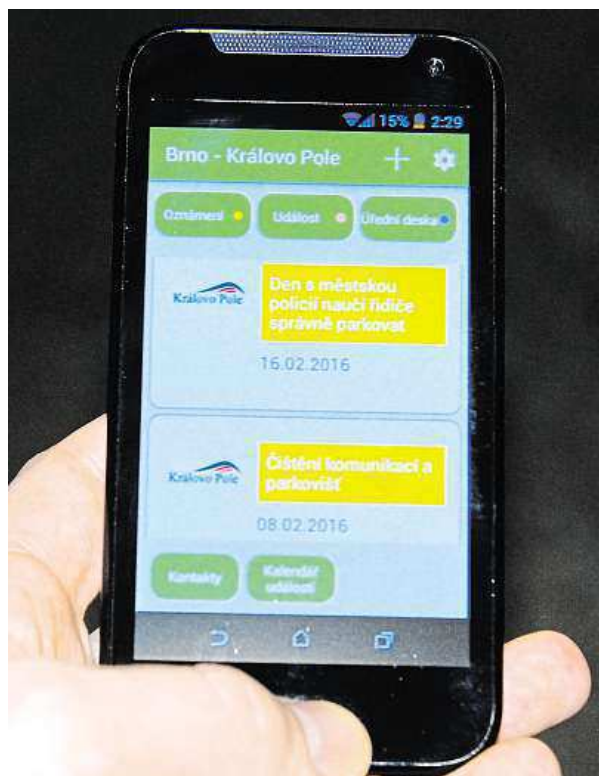 15% 2:29
Brno - Královo Pole
Oznámení
Událost
Úřední deska
Královo Pole
Den s městskou
policií naučí řidiče
správně parkovat
16.02.2016
Královo Pole
Čištění komunikací a
parkovišť
08.02.2016
Kontakty
Kalendář
událostí